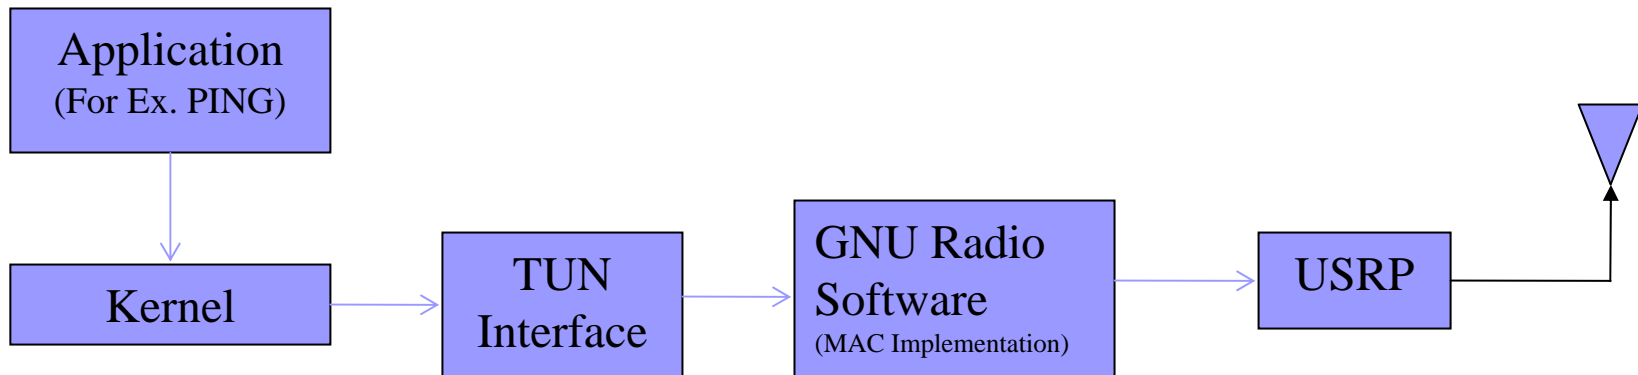 Application
(For Ex. PING)
Kernel
TUN
Interface
GNU Radio
Software
(MAC Implementation)
USRP